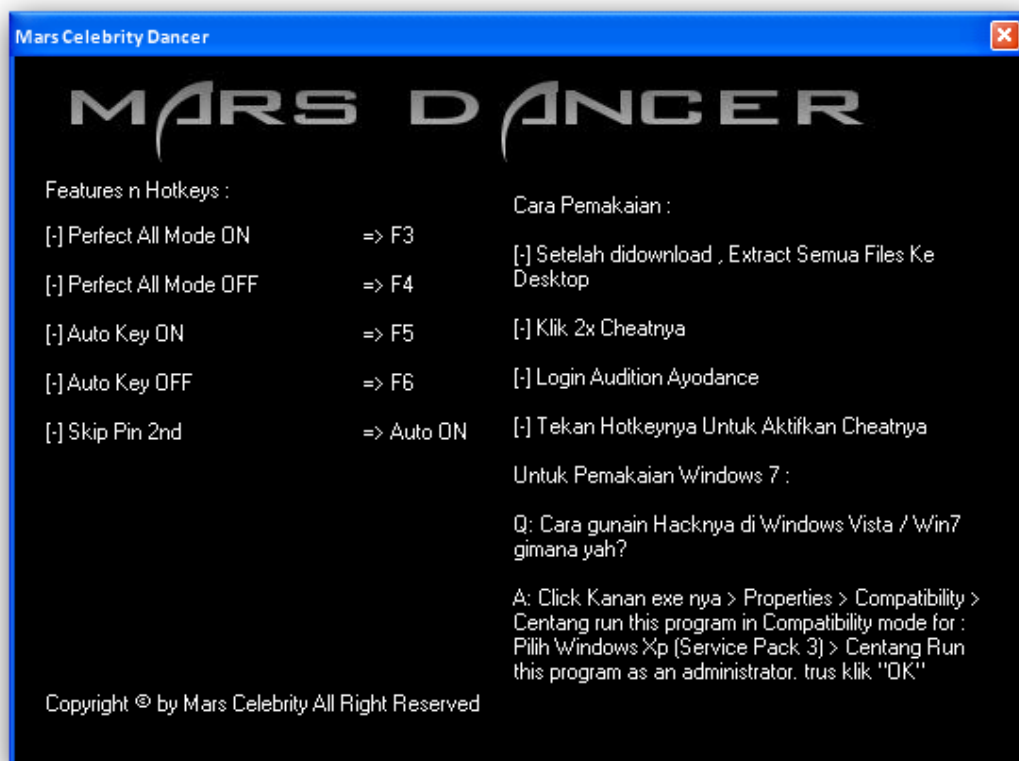 Mars Celebrity Dancer
MARS DANCER
Features n Hotkeys :
[-] Perfect All Mode ON => F3
[-] Perfect All Mode OFF => F4
[-] Auto Key ON => F5
[-] Auto Key OFF => F6
[-] Skip Pin 2nd => Auto ON
Cara Pemakaian :
[-] Setelah didownload , Extract Semua Files Ke
Desktop
[-] Klik 2x Cheatnya
[-] Login Audition Ayodance
[-] Tekan Hotkeynya Untuk Aktifkan Cheatnya
Untuk Pemakaian Windows 7 :
Q: Cara gunain Hacknya di Windows Vista / Win7
gimana yah?
A: Click Kanan exe nya > Properties > Compatibility >
Centang run this program in Compatibility mode for :
Pilih Windows Xp (Service Pack 3) > Centang Run
this program as an administrator. trus klik "OK"
Copyright © by Mars Celebrity All Right Reserved